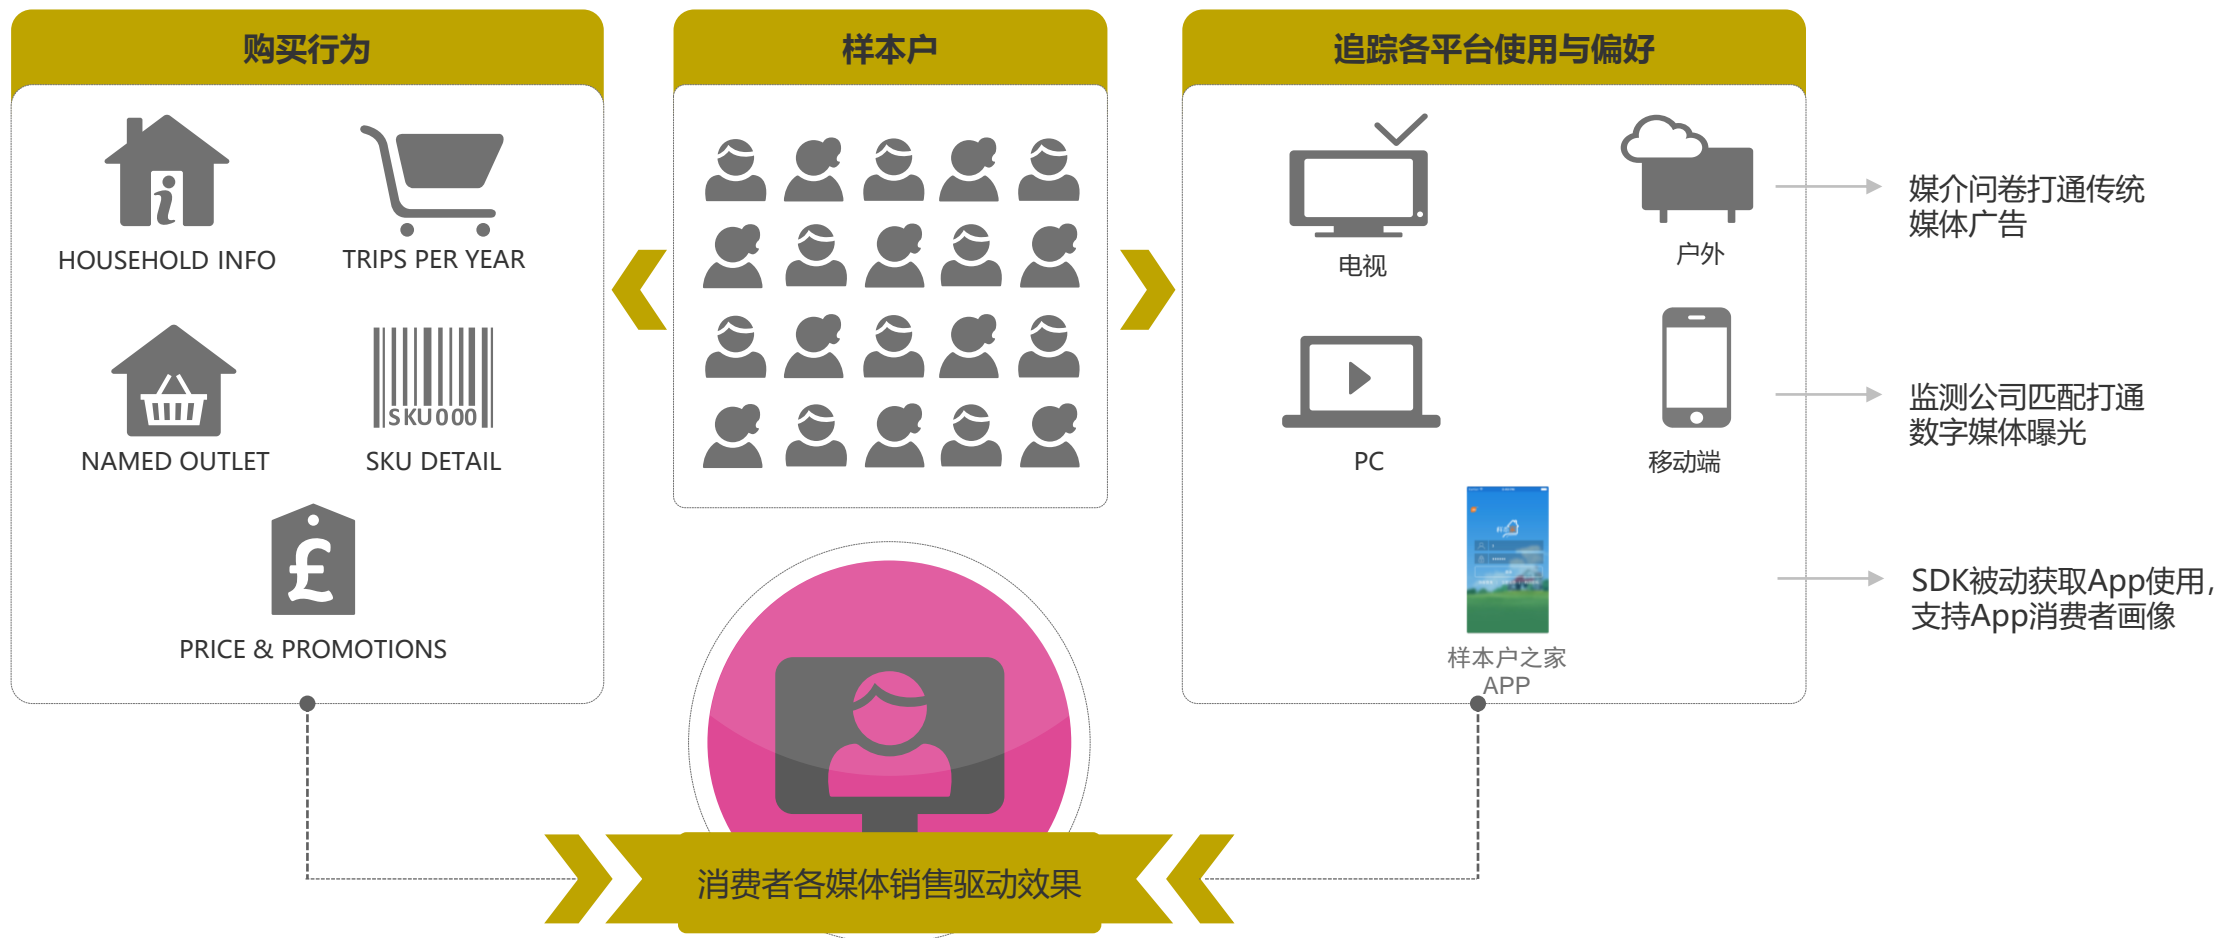 购买行为
HOUSEHOLD INFO
TRIPS PER YEAR
NAMED OUTLET
SKU000
SKU DETAIL
£
PRICE & PROMOTIONS
样本户
追踪各平台使用与偏好
电视
户外
PC
移动端
样本户之家
APP
媒介问卷打通传统
媒体广告
监测公司匹配打通
数字媒体曝光
SDK被动获取App使用,
支持App消费者画像
消费者各媒体销售驱动效果